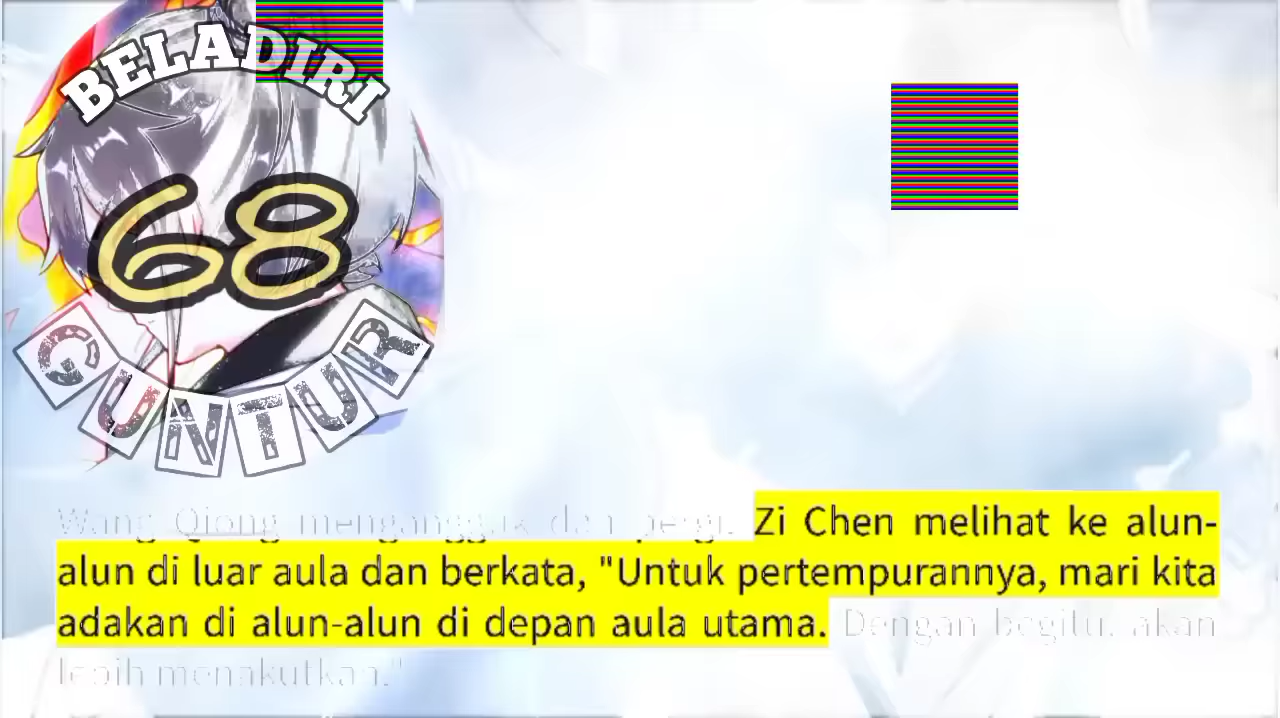 BELADIRI
68
GUNTUR
Wang Qiong mengangguk dan pergi. Zi Chen melihat ke alun-
alun di luar aula dan berkata, "Untuk pertempurannya, mari kita
adakan di alun-alun di depan aula utama. Dengan begitu, akan
lebih menakutkan."